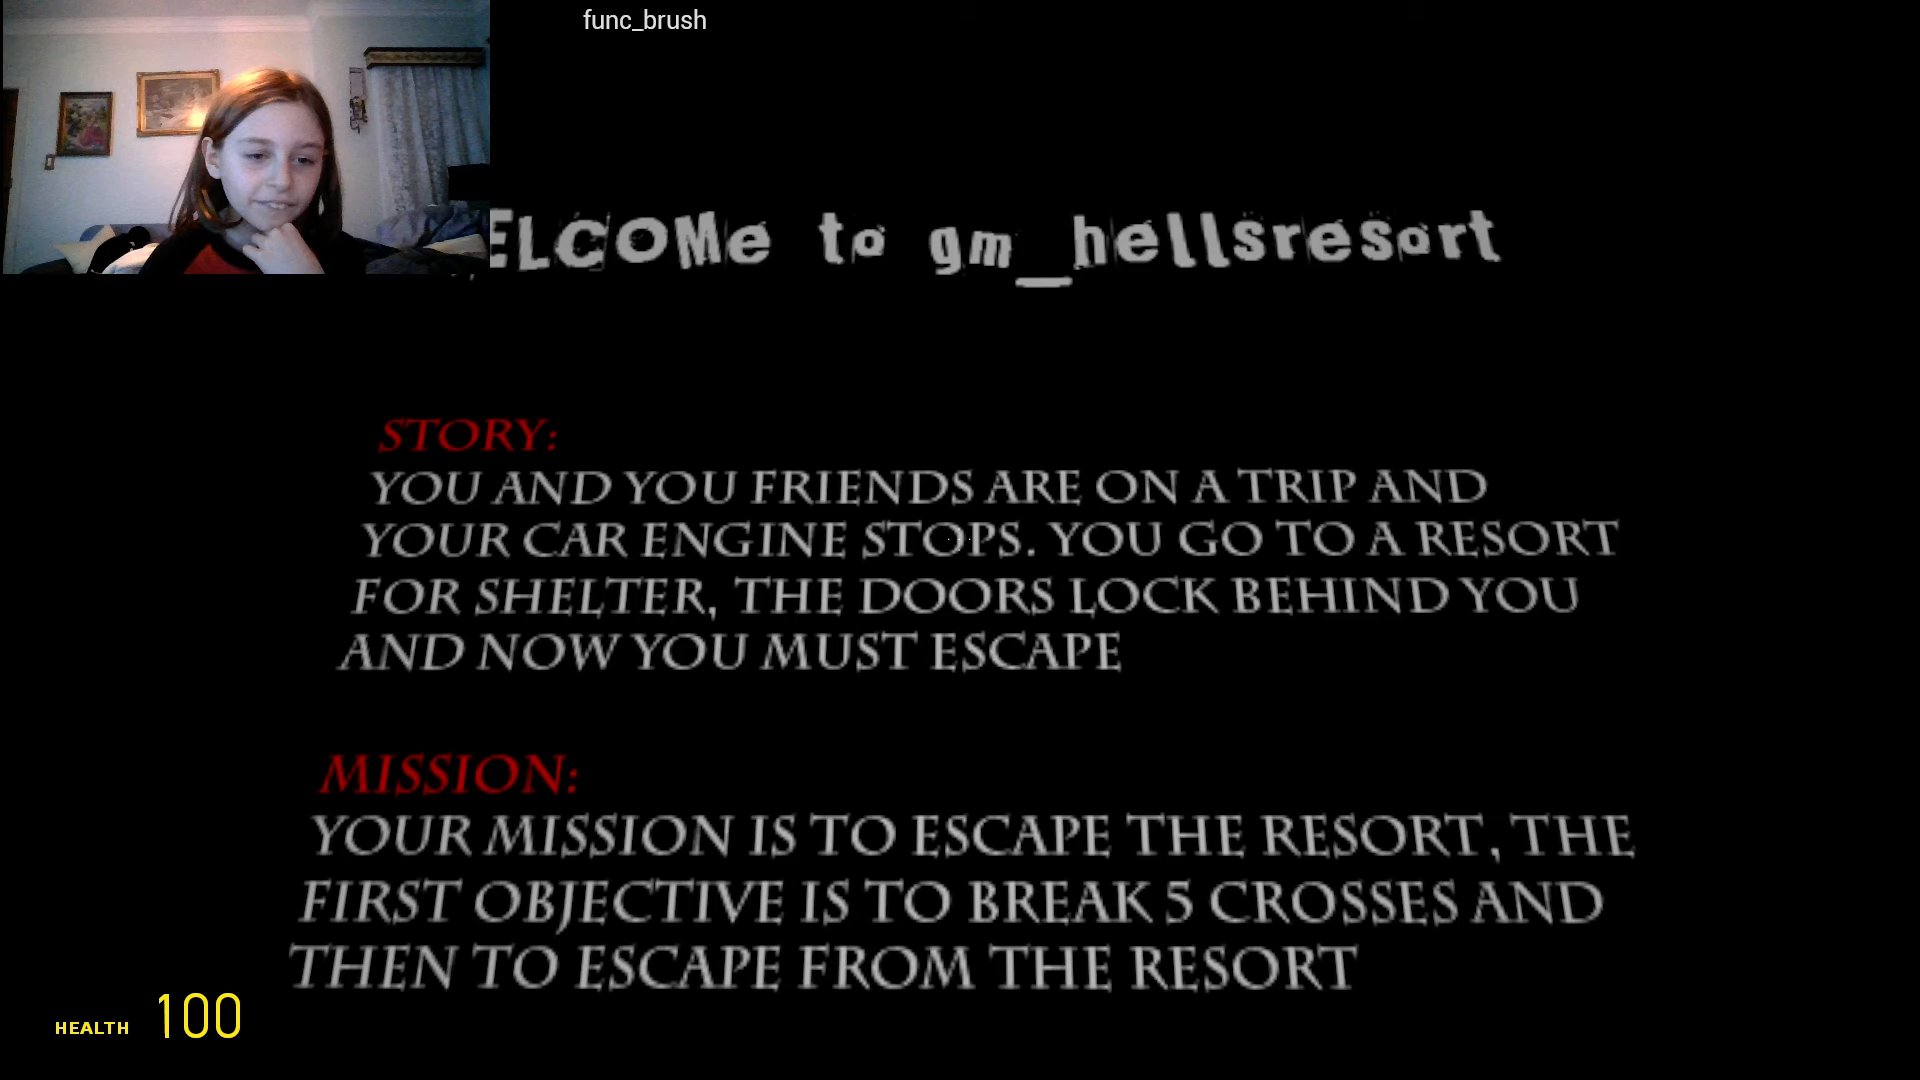 func_brush
ELCOMe to gm_hellsresort
STORY:
YOU AND YOU FRIENDS ARE ON A TRIP AND
YOUR CAR ENGINE STOPS. YOU GO TO A RESORT
FOR SHELTER, THE DOORS LOCK BEHIND YOU
AND NOW YOU MUST ESCAPE
MISSION:
YOUR MISSION IS TO ESCAPE THE RESORT, THE
FIRST OBJECTIVE IS TO BREAK 5 CROSSES AND
THEN TO ESCAPE FROM THE RESORT
HEALTH 100